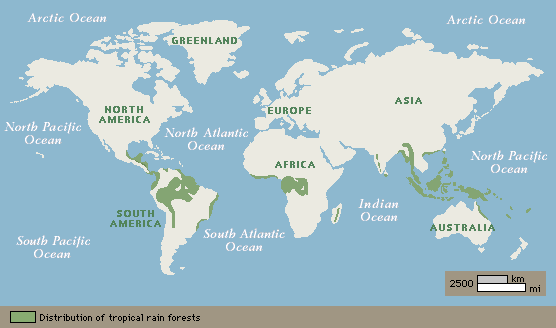 Arctic Ocean
Arctic Ocean
GREENLAND
NORTH
AMERICA
EUROPE
ASIA
North Pacific
Ocean
North Atlantic
Ocean
AFRICA
North Pacific
Ocean
SOUTH
AMERICA
Indian
Ocean
South Pacific
Ocean
South Atlantic
Ocean
AUSTRALIA
2500 km
mi
Distribution of tropical rain forests